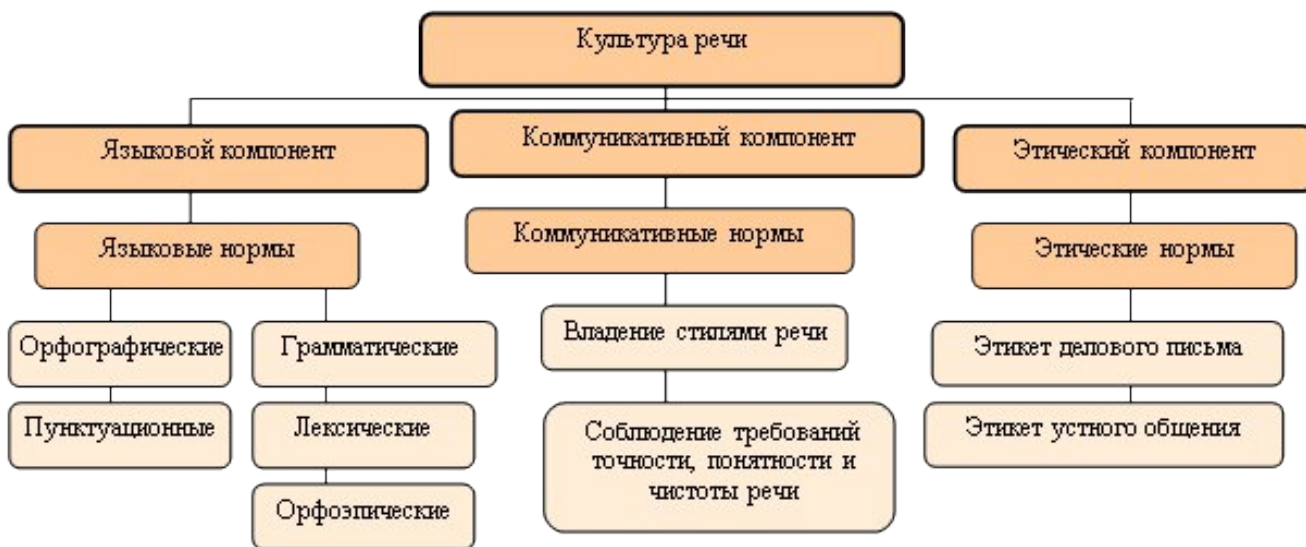 Культура речи
Языковой компонент
Коммуникативный компонент
Этический компонент
Языковые нормы
Коммуникативные нормы
Этические нормы
Орфографические
Грамматические
Владение стилями речи
Этикет делового письма
Пунктуационные
Лексические
Соблюдение требований
точности, понятности и
чистоты речи
Этикет устного общения
Орфоэпические